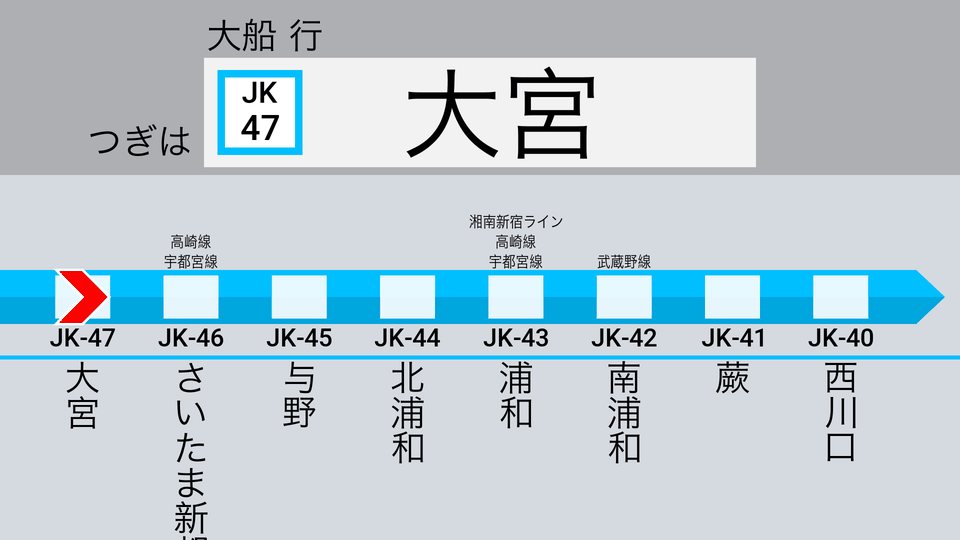 大船 行
つぎは
JK
47
大宮
湘南新宿ライン
高崎線
高崎線
宇都宮線
宇都宮線
武蔵野線
JK-47
JK-46
JK-45
JK-44
JK-43
JK-42
JK-41
JK-40
大宮
さいたま新
与野
北浦和
浦和
南浦和
蕨
西川口